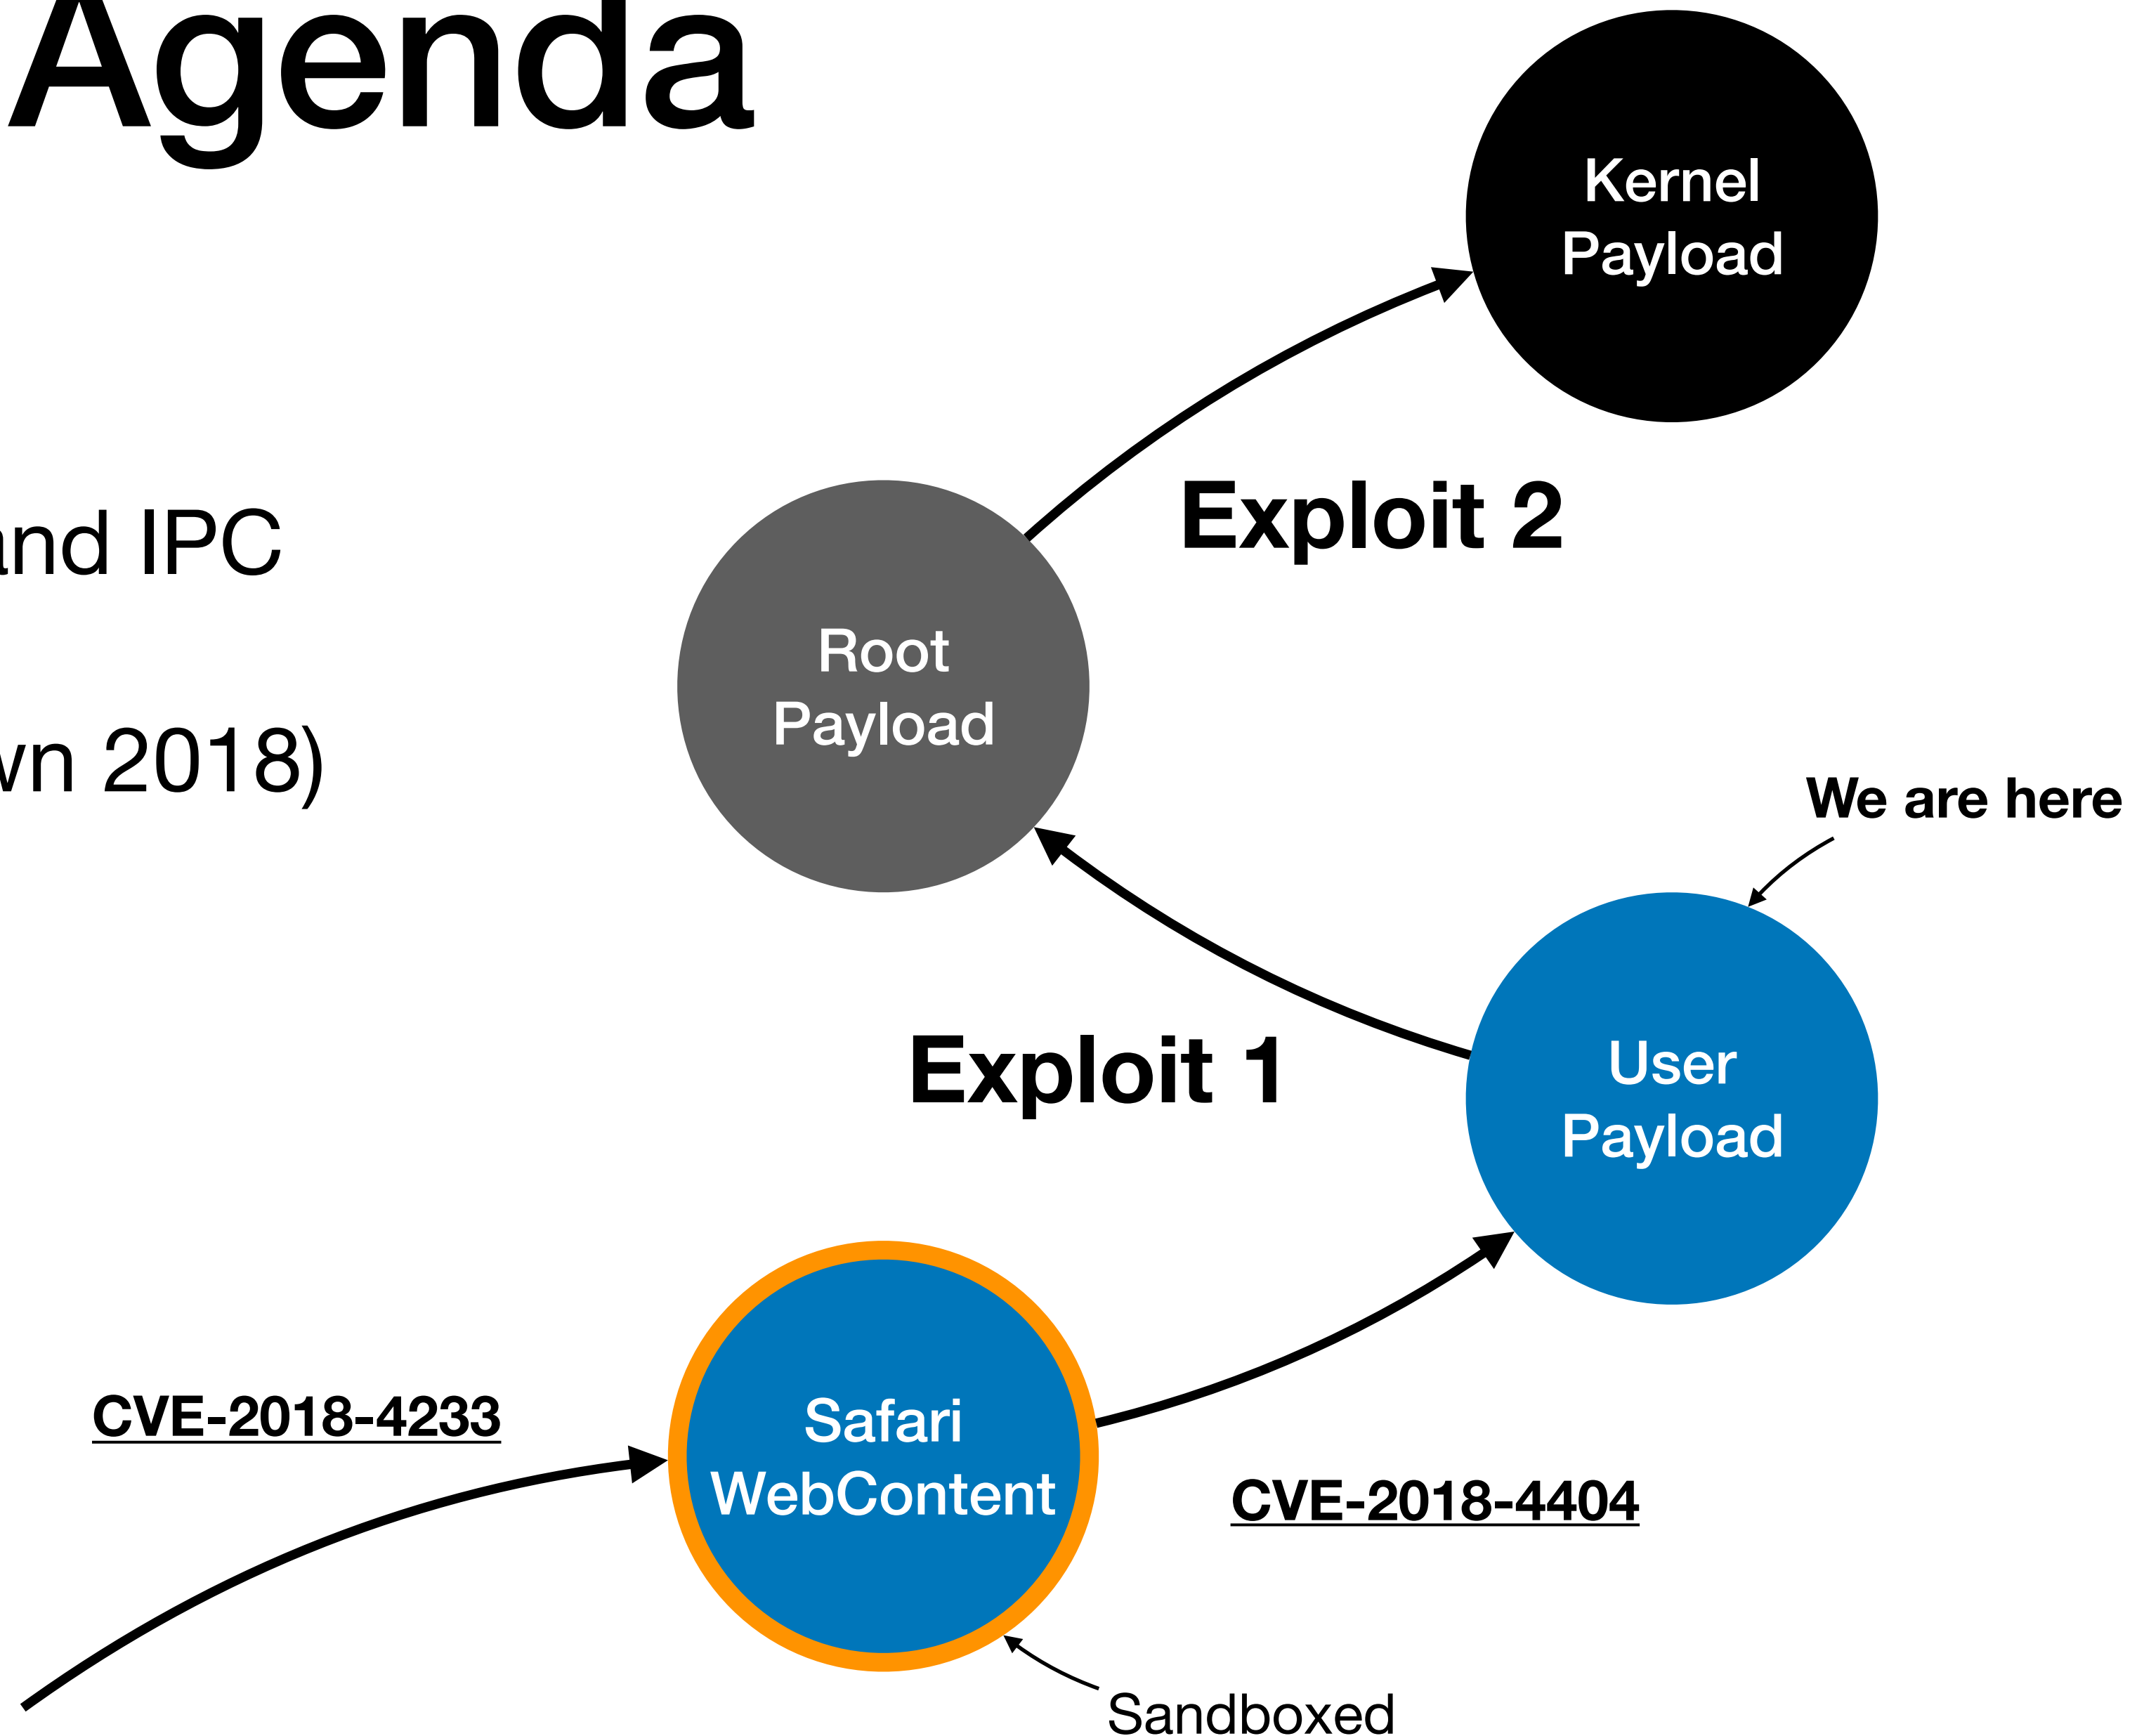 Agenda
Kernel
Payload
and IPC
Exploit 2
Root
Payload
2018)
We are here
Exploit 1
User
Payload
CVE-2018-4233
Safari
WebContent
CVE-2018-4404
Sandboxed